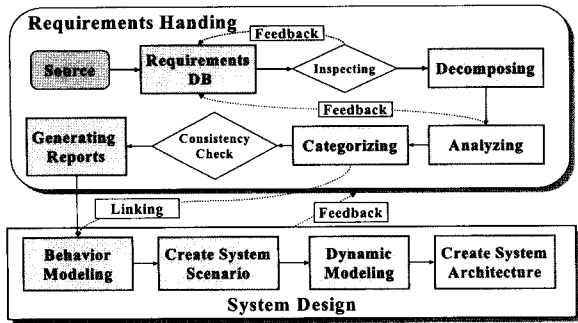 Requirements Handing
Feedback
Source
Requirements
DB
Inspecting
Decomposing
Feedback
Generating
Reports
Consistency
Check
Categorizing
Analyzing
Linking
Feedback
Behavior
Modeling
Create System
Scenario
Dynamic
Modeling
Create System
Architecture
System Design